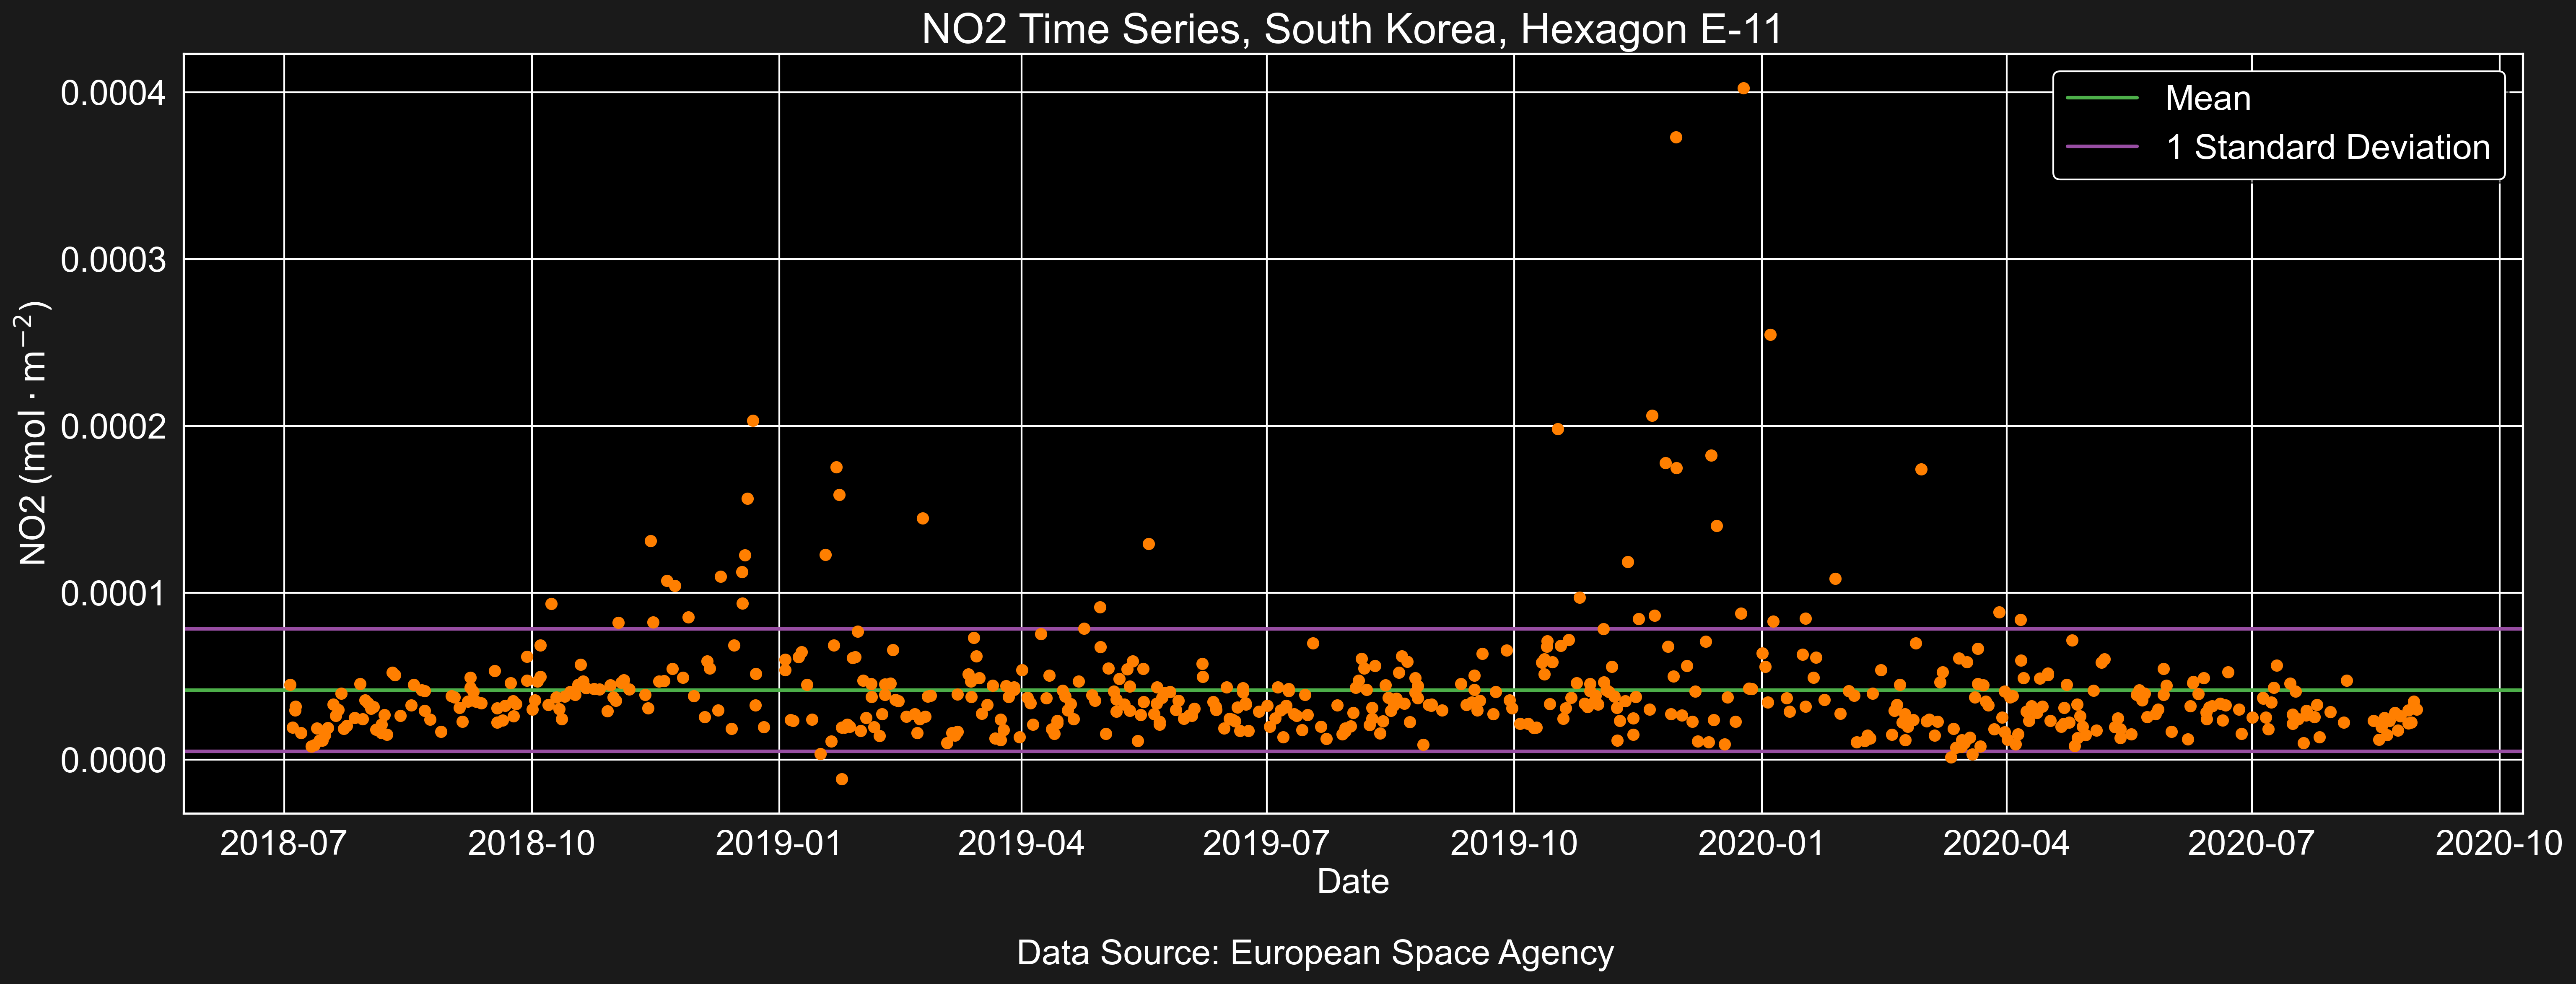 NO2 Time Series, South Korea, Hexagon E-11
NO2 (mol · m⁻²)
0.0004
0.0003
0.0002
0.0001
0.0000
Mean
1 Standard Deviation
2018-07 2018-10 2019-01 2019-04 2019-07 2019-10 2020-01 2020-04 2020-07 2020-10
Date
Data Source: European Space Agency